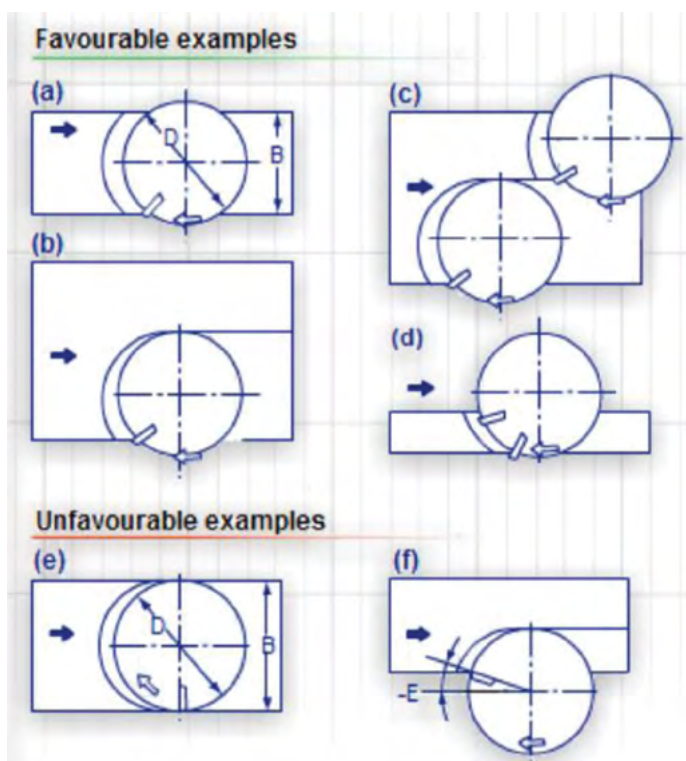 Favourable examples
(a)
D
B
(b)
(c)
(d)
Unfavourable examples
(e)
D
B
(f)
-E